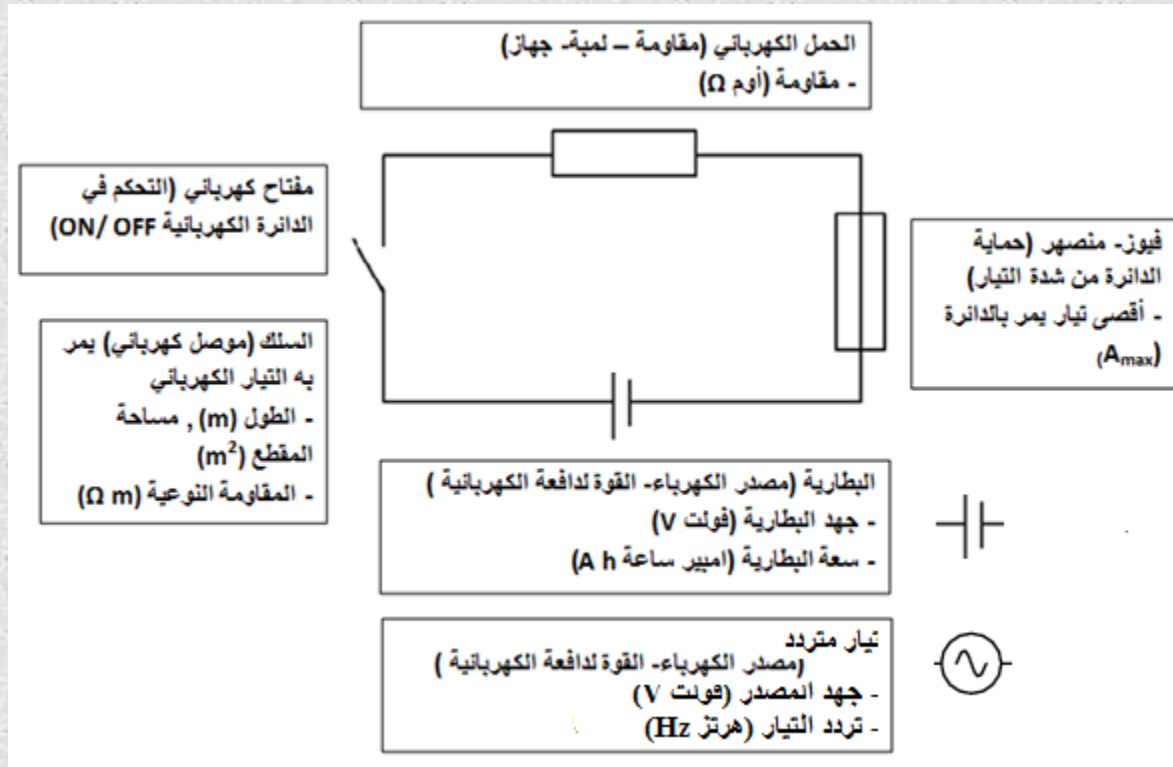 الحمل الكهربائي (مقاومة – لمبة- جهاز)
- مقاومة (أوم Ω)
مفتاح كهربائي (التحكم في
الدائرة الكهربائية ON/ OFF)
فيوز- منصهر (حماية
الدائرة من شدة التيار)
- أقصى تيار يمر بالدائرة
(Amax)
السلك (موصل كهربائي) يمر
به التيار الكهربائي
- الطول (m) , مساحة
المقطع (m²)
- المقاومة النوعية (Ω m)
البطارية (مصدر الكهرباء- القوة لدافعة الكهربائية )
- جهد البطارية (فولت V)
- سعة البطارية (امبير ساعة A h)
تيار متردد
(مصدر الكهرباء- القوة لدافعة الكهربائية )
- جهد المصدر (فولت V)
- تردد التيار (هرتز Hz)